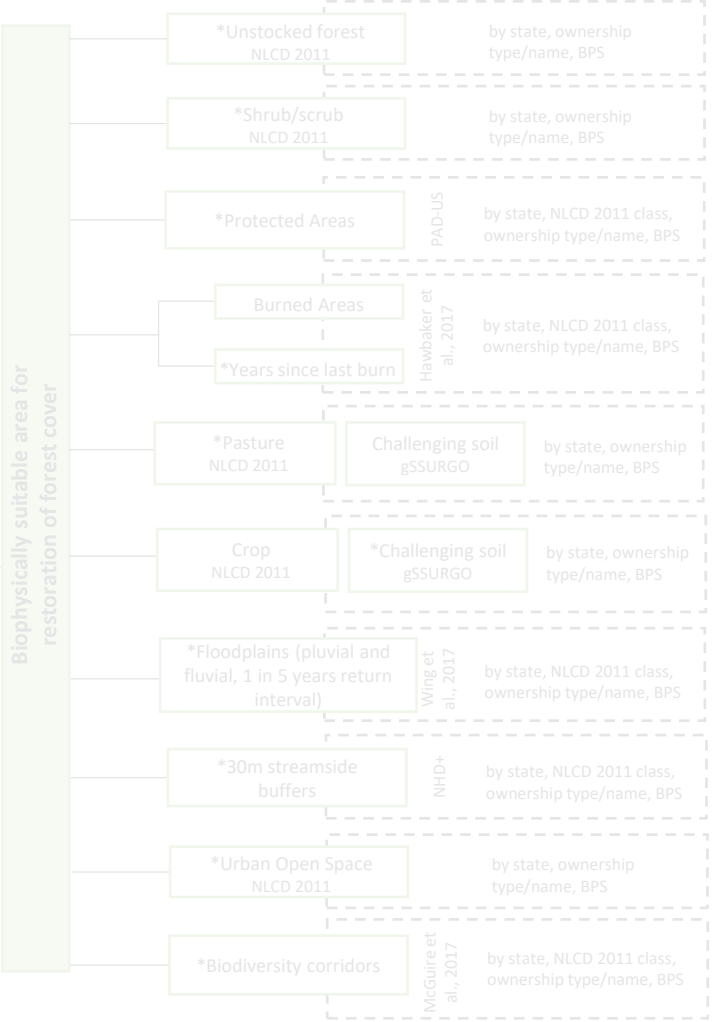 Biophysically suitable area for
restoration of forest cover
*Unstocked forest
NLCD 2011
by state, ownership
type/name, BPS
*Shrub/scrub
NLCD 2011
by state, ownership
type/name, BPS
*Protected Areas
PAD-US
by state, NLCD 2011 class,
ownership type/name, BPS
Burned Areas
*Years since last burn
Hawbaker et
al., 2017
by state, NLCD 2011 class,
ownership type/name, BPS
*Pasture
NLCD 2011
Challenging soil
gSSURGO
by state, ownership
type/name, BPS
Crop
NLCD 2011
*Challenging soil
gSSURGO
by state, ownership
type/name, BPS
*Floodplains (pluvial and
fluvial, 1 in 5 years return
interval)
Wing et
al., 2017
by state, NLCD 2011 class,
ownership type/name, BPS
*30m streamside
buffers
NHD+
by state, NLCD 2011 class,
ownership type/name, BPS
*Urban Open Space
NLCD 2011
by state, ownership
type/name, BPS
*Biodiversity corridors
McGuire et
al., 2017
by state, NLCD 2011 class,
ownership type/name, BPS